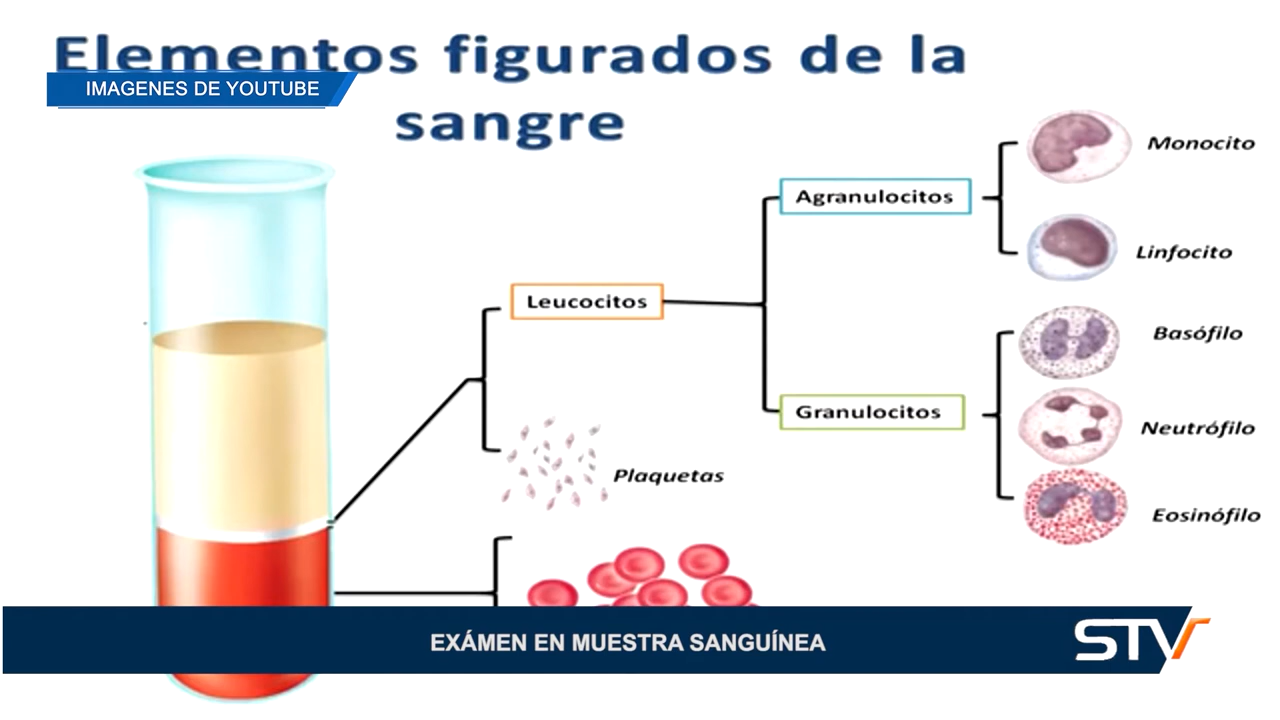 Elementos figurados de la
IMAGENES DE YOUTUBE
sangre
Monocito
Agranulocitos
Linfocito
Leucocitos
Basófilo
Granulocitos
Neutrófilo
Plaquetas
Eosinófilo
EXÁMEN EN MUESTRA SANGUÍNEA
STV